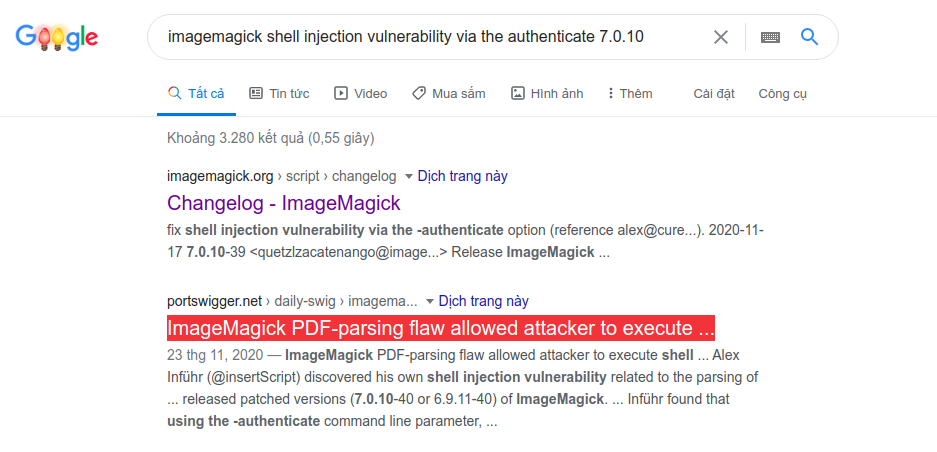 Google
imagemagick shell injection vulnerability via the authenticate 7.0.10
Tất cả Tin tức Video Mua sắm Hình ảnh Thêm Cài đặt Công cụ
Khoảng 3.280 kết quả (0,55 giây)
imagemagick.org › script › changelog Dịch trang này
Changelog - ImageMagick
fix shell injection vulnerability via the -authenticate option (reference alex@cure...). 2020-11-
17 7.0.10-39 <quetzlzacatenango@image...> Release ImageMagick ...
portswigger.net › daily-swig › imagema... Dịch trang này
ImageMagick PDF-parsing flaw allowed attacker to execute ...
23 thg 11, 2020 — ImageMagick PDF-parsing flaw allowed attacker to execute shell ... Alex
Inführ (@insertScript) discovered his own shell injection vulnerability related to the parsing of
... released patched versions (7.0.10-40 or 6.9.11-40) of ImageMagick. ... Inführ found that
using the -authenticate command line parameter, ...